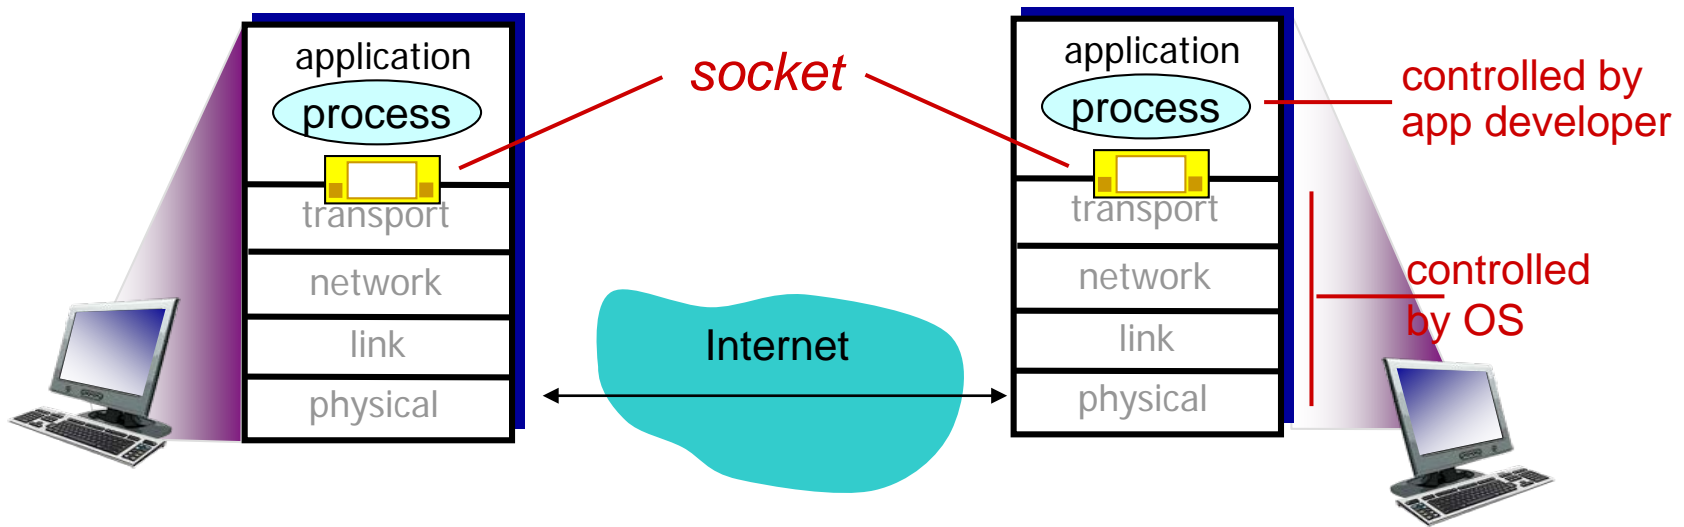 application
process
transport
network
link
physical
socket
Internet
application
process
transport
network
link
physical
controlled by
app developer
controlled
by OS